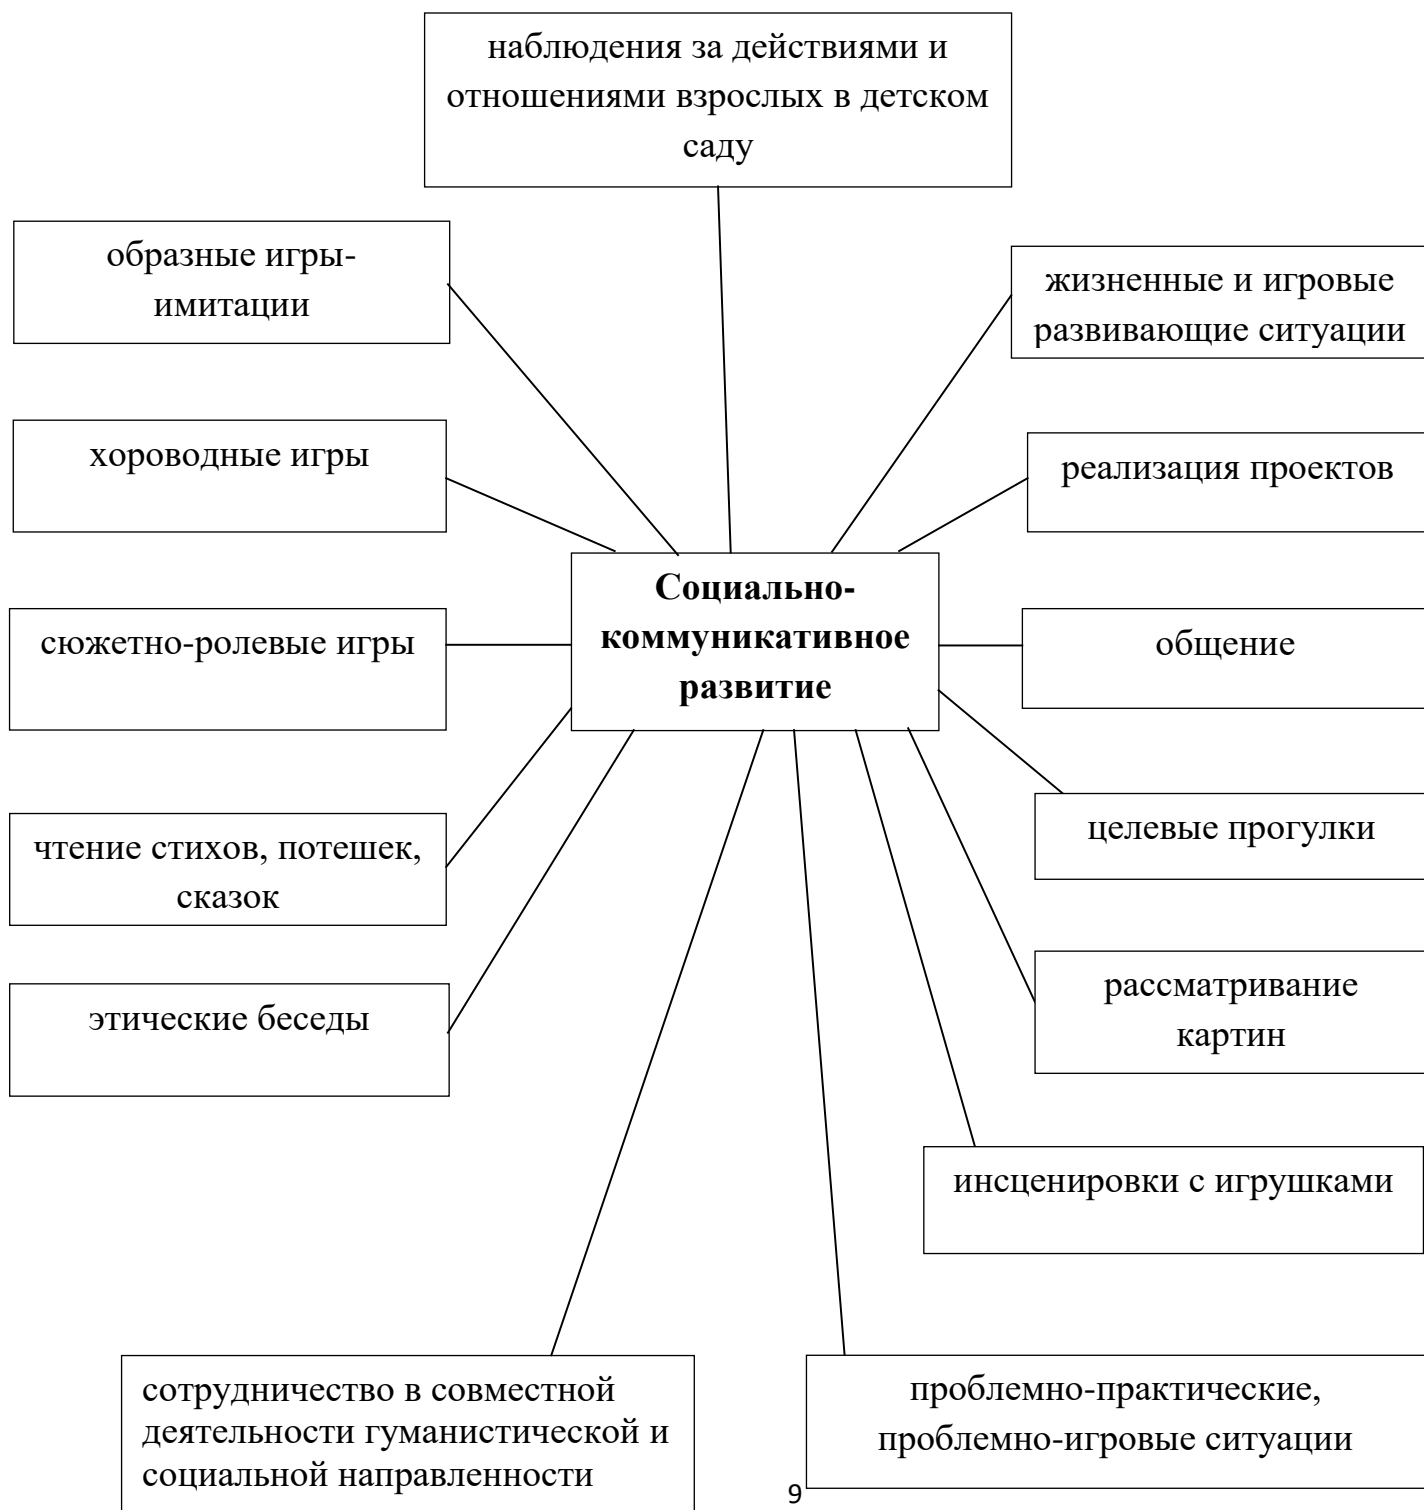 наблюдения за действиями и
отношениями взрослых в детском
саду
образные игры-
имитации
жизненные и игровые
развивающие ситуации
хороводные игры
реализация проектов
Социально-
коммуникативное
развитие
сюжетно-ролевые игры
общение
чтение стихов, потешек,
сказок
целевые прогулки
этические беседы
рассматривание
картин
инсценировки с игрушками
сотрудничество в совместной
деятельности гуманистической и
социальной направленности
проблемно-практические,
проблемно-игровые ситуации
9